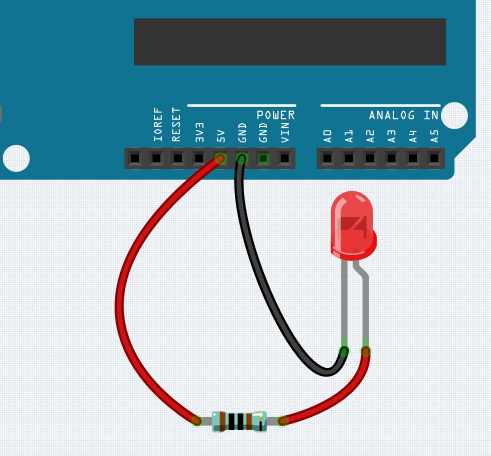 POWER
ANALOG IN
IOREF
RESET
3V3
5V
GND
GND
VIN
A0
A1
A2
A3
A4
A5